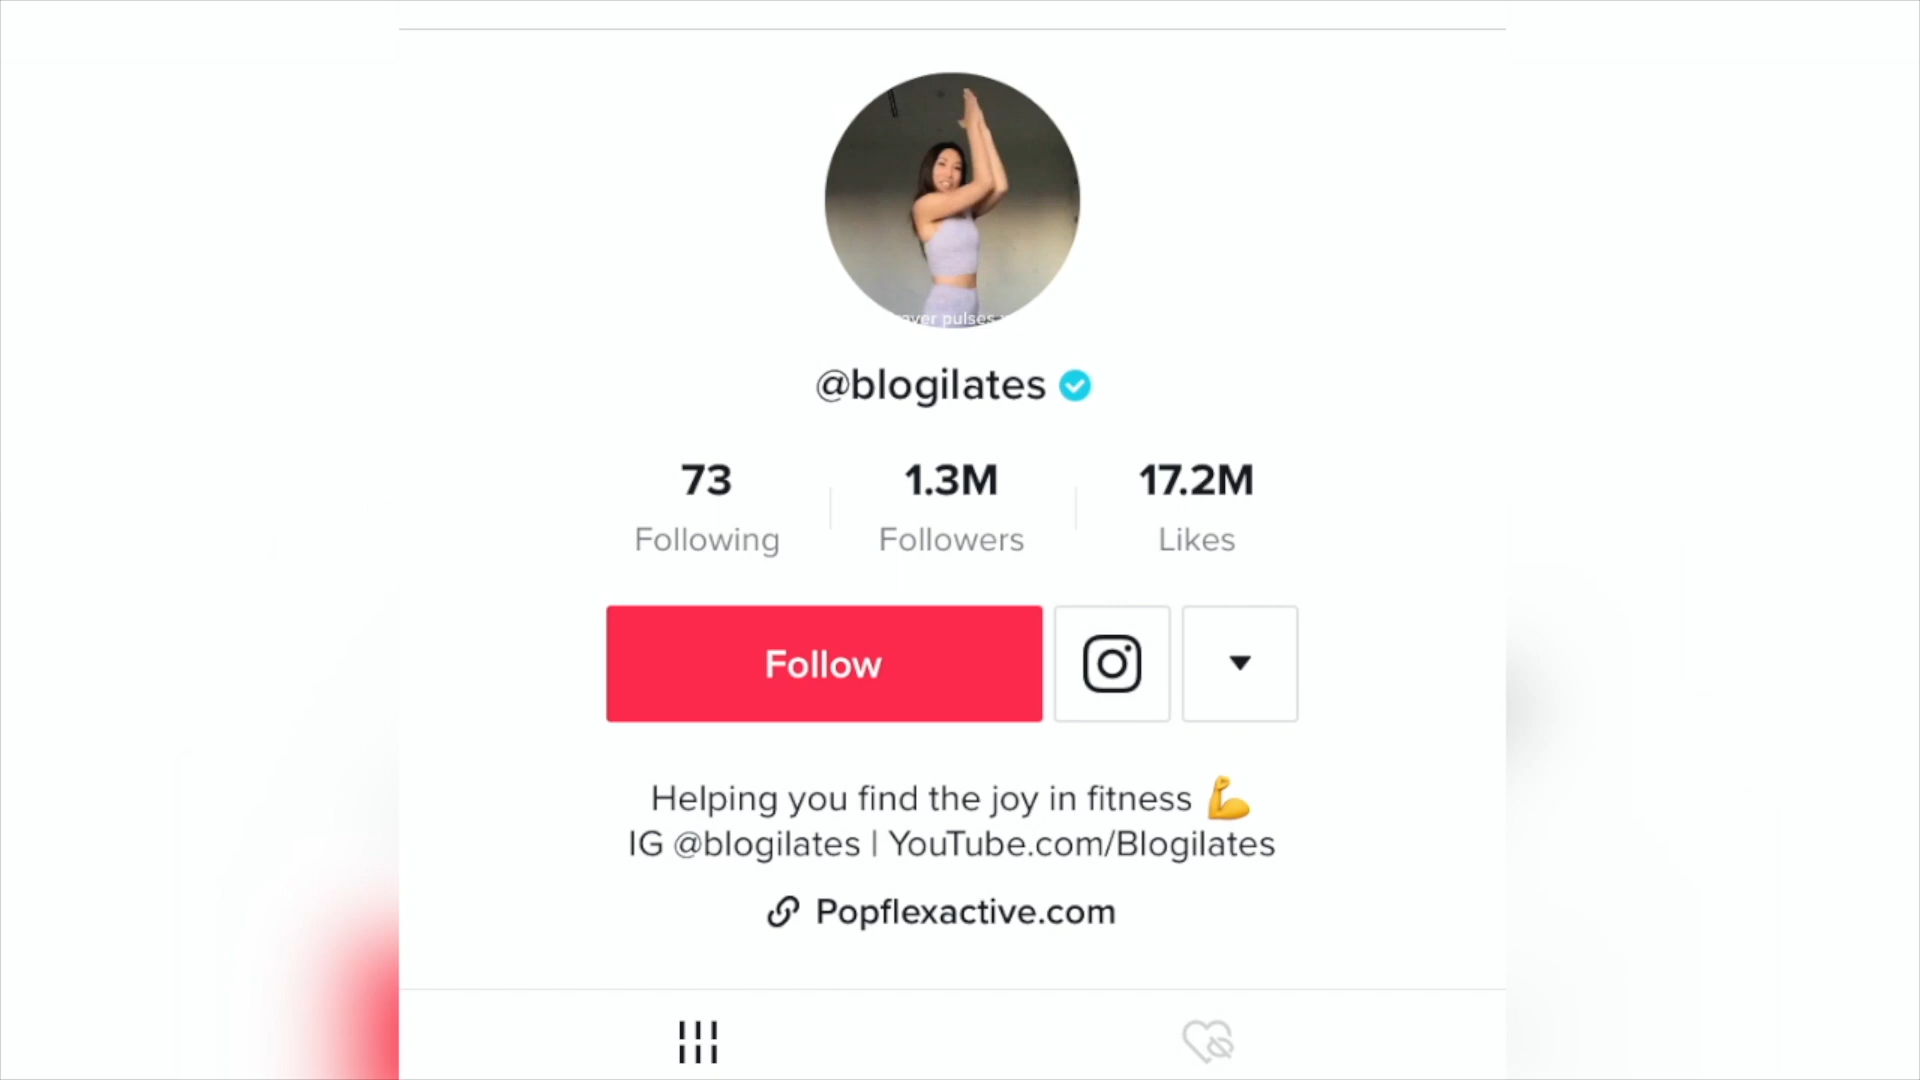 pulses
@blogilates
73
1.3M
17.2M
Following
Followers
Likes
Follow
Helping you find the joy in fitness 💪
IG @blogilates | YouTube.com/Blogilates
Popflexactive.com